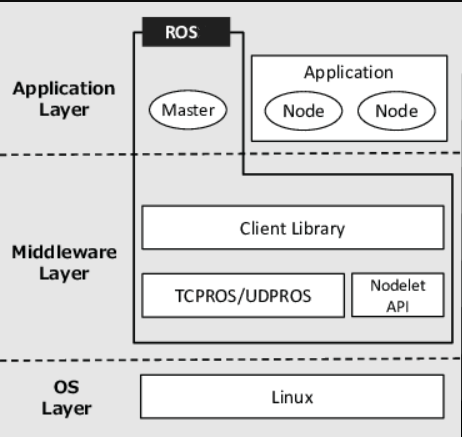 ROS
Application
Layer
Master
Application
Node
Node
Middleware
Layer
Client Library
TCPROS/UDPROS
Nodelet
API
OS
Layer
Linux